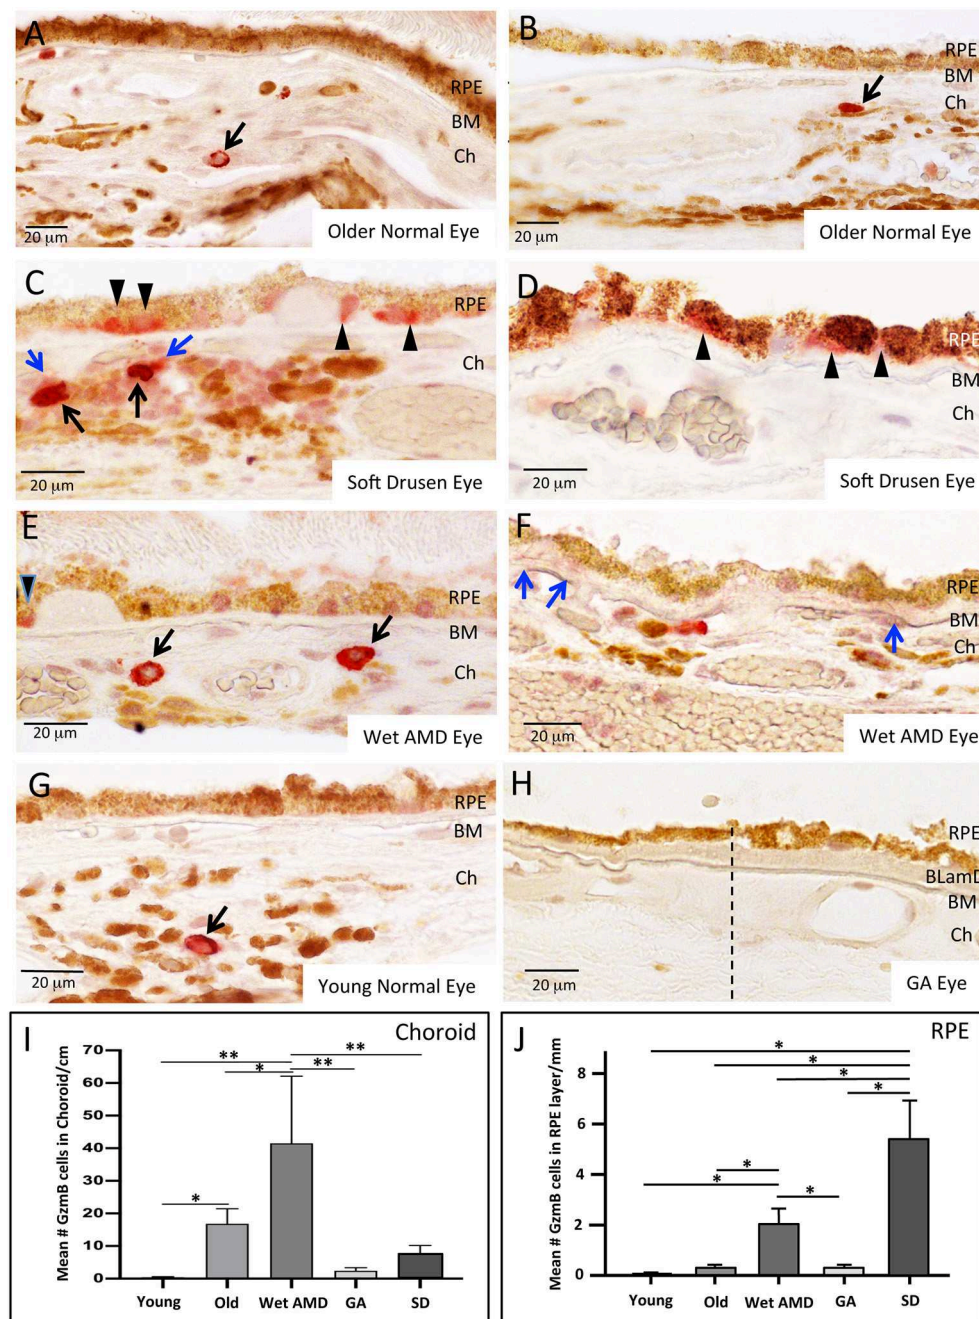 A
RPE
BM
Ch
20 μm
Older Normal Eye
B
RPE
BM
Ch
20 μm
Older Normal Eye
C
RPE
Ch
20 μm
Soft Drusen Eye
D
RPE
BM
Ch
20 μm
Soft Drusen Eye
E
RPE
BM
Ch
20 μm
Wet AMD Eye
F
RPE
BM
Ch
20 μm
Wet AMD Eye
G
RPE
BM
Ch
20 μm
Young Normal Eye
H
RPE
BLamD
BM
Ch
20 μm
GA Eye
I
Choroid
Mean # GzmB cells in Choroid/cm
70
60
50
40
30
20
10
0
**
**
*
**
*
Young Old Wet AMD GA SD
J
RPE
Mean # GzmB cells in RPE layer/mm
8
6
4
2
0
*
*
*
*
*
*
*
Young Old Wet AMD GA SD